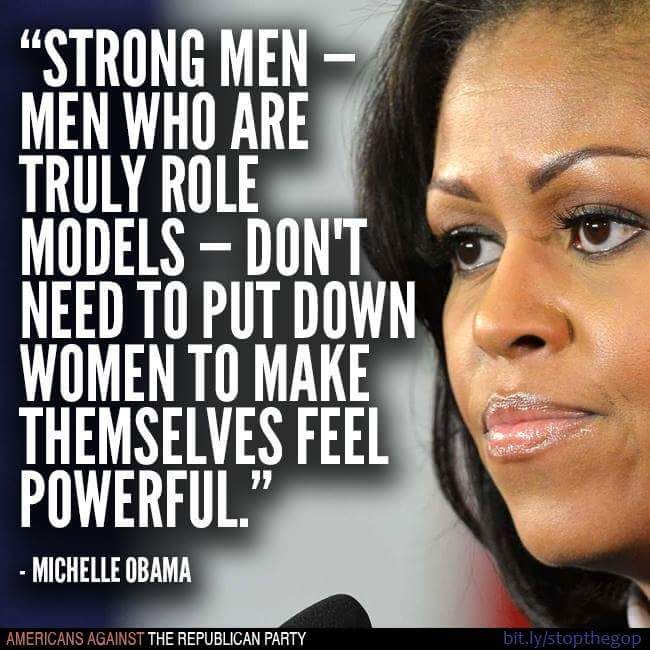 “STRONG MEN –
MEN WHO ARE
TRULY ROLE
MODELS – DON'T
NEED TO PUT DOWN
WOMEN TO MAKE
THEMSELVES FEEL
POWERFUL.”
- MICHELLE OBAMA
AMERICANS AGAINST THE REPUBLICAN PARTY
bit.ly/stopthegop